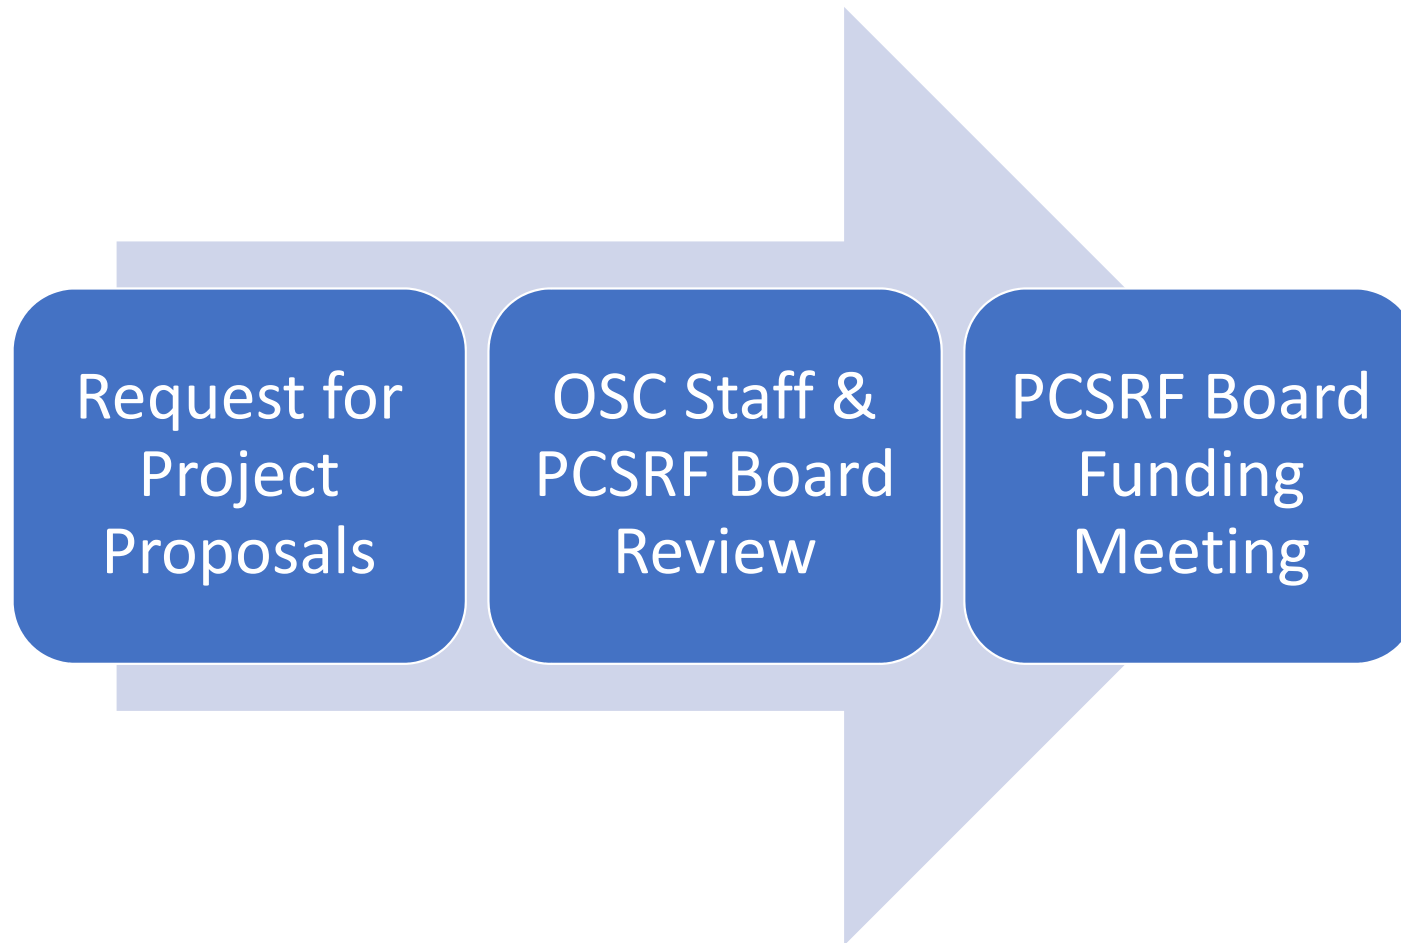 Request for
Project
Proposals
OSC Staff &
PCSRF Board
Review
PCSRF Board
Funding
Meeting